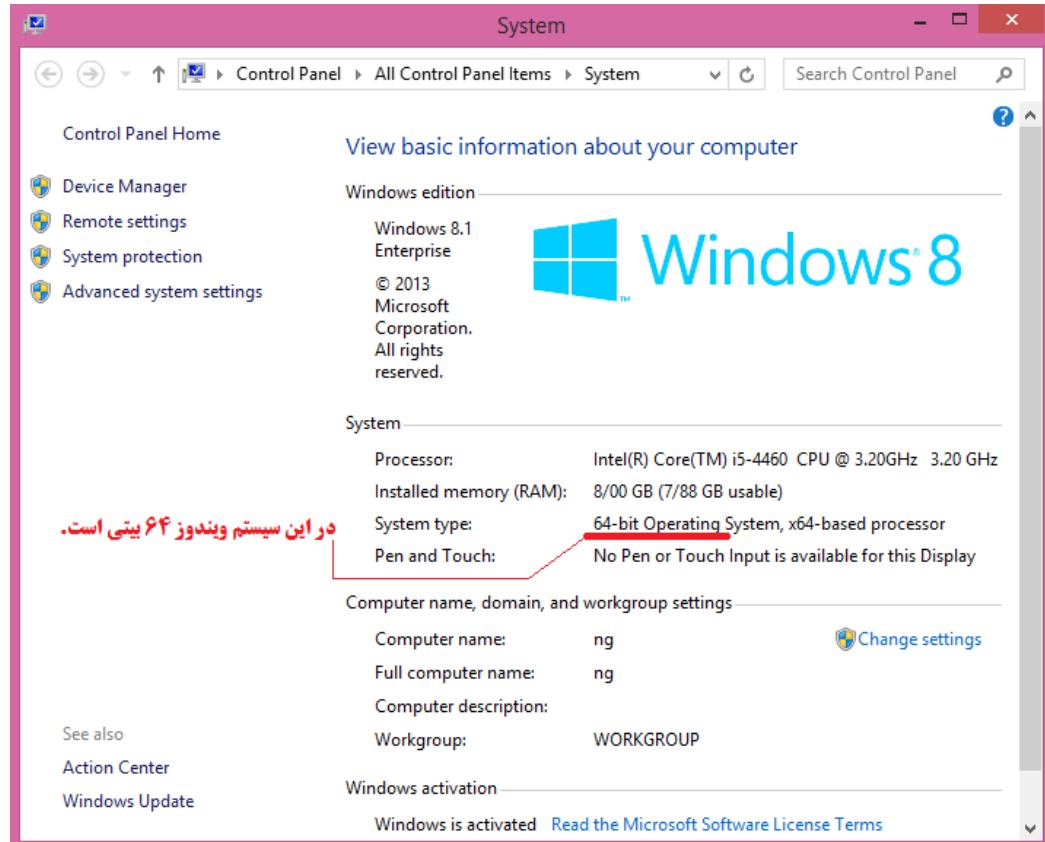 System
Control Panel ▸ All Control Panel Items ▸ System
Search Control Panel
Control Panel Home
Device Manager
Remote settings
System protection
Advanced system settings
See also
Action Center
Windows Update
View basic information about your computer
Windows edition
Windows 8.1
Enterprise
© 2013
Microsoft
Corporation.
All rights
reserved.
Windows® 8
™
System
Processor: Intel(R) Core(TM) i5-4460 CPU @ 3.20GHz 3.20 GHz
Installed memory (RAM): 8/00 GB (7/88 GB usable)
System type: 64-bit Operating System, x64-based processor
در این سیستم ویندوز ۶۴ بیتی است.
Pen and Touch: No Pen or Touch Input is available for this Display
Computer name, domain, and workgroup settings
Computer name: ng
Change settings
Full computer name: ng
Computer description:
Workgroup: WORKGROUP
Windows activation
Windows is activated Read the Microsoft Software License Terms